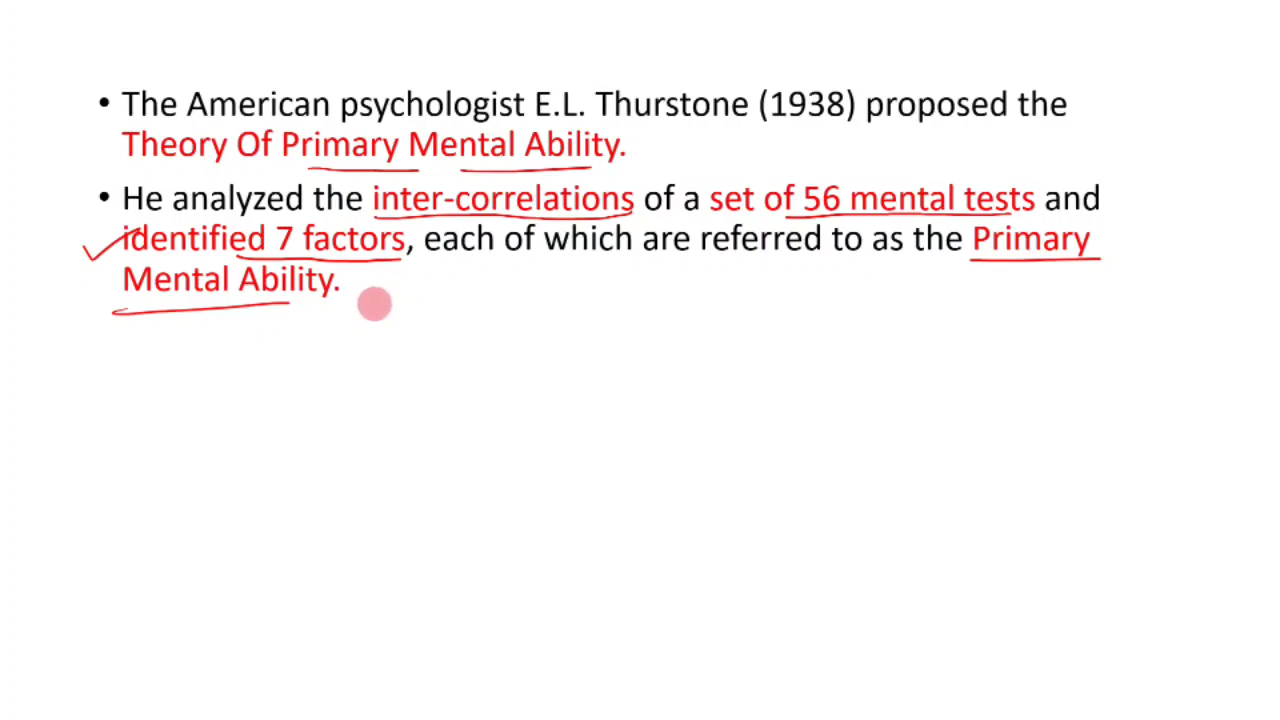 • The American psychologist E.L. Thurstone (1938) proposed the
Theory Of Primary Mental Ability.
• He analyzed the inter-correlations of a set of 56 mental tests and
identified 7 factors, each of which are referred to as the Primary
Mental Ability.